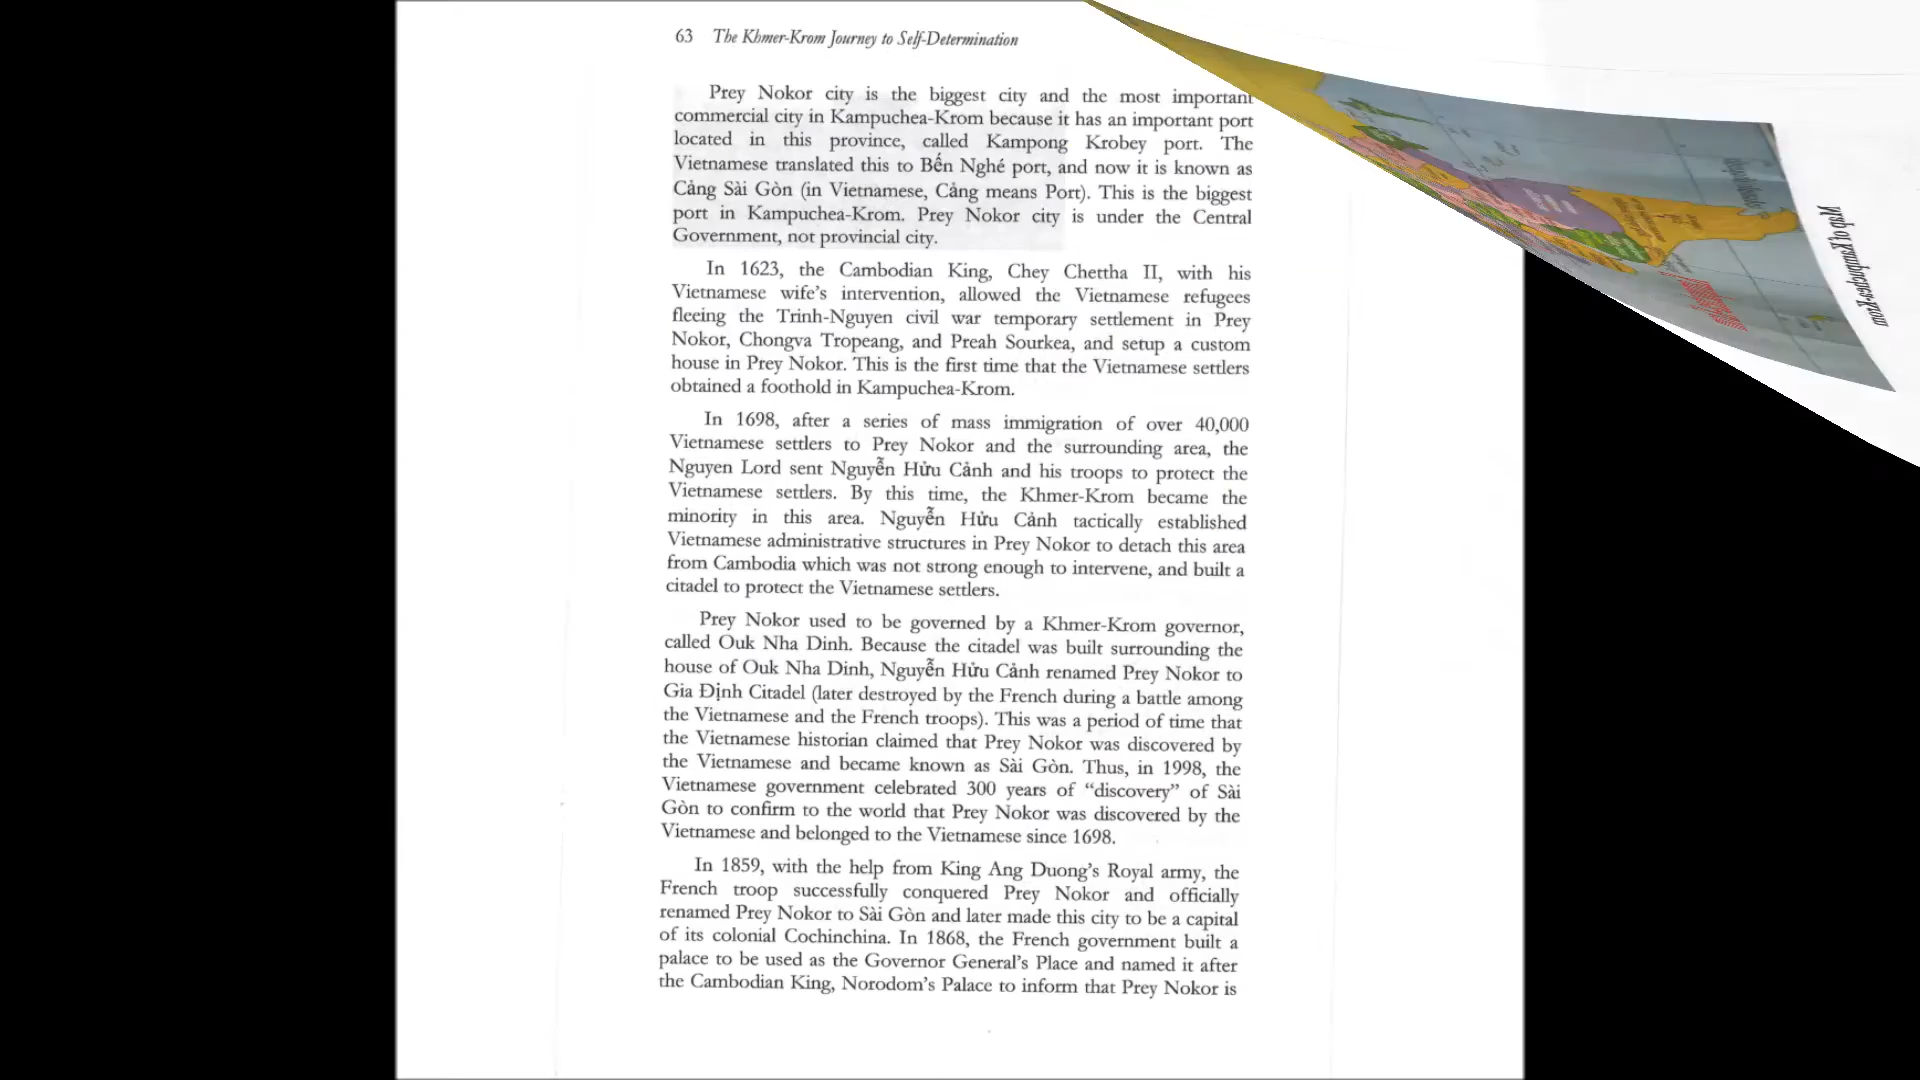 63 The Khmer-Krom Journey to Self-Determination
Prey Nokor city is the biggest city and the most important
commercial city in Kampuchea-Krom because it has an important port
located in this province, called Kampong Krobey port. The
Vietnamese translated this to Bến Nghé port, and now it is known as
Cảng Sài Gòn (in Vietnamese, Cảng means Port). This is the biggest
port in Kampuchea-Krom. Prey Nokor city is under the Central
Government, not provincial city.
In 1623, the Cambodian King, Chey Chettha II, with his
Vietnamese wife's intervention, allowed the Vietnamese refugees
fleeing the Trinh-Nguyen civil war temporary settlement in Prey
Nokor, Chongva Tropeang, and Preah Sourkea, and setup a custom
house in Prey Nokor. This is the first time that the Vietnamese settlers
obtained a foothold in Kampuchea-Krom.
In 1698, after a series of mass immigration of over 40,000
Vietnamese settlers to Prey Nokor and the surrounding area, the
Nguyen Lord sent Nguyễn Hửu Cảnh and his troops to protect the
Vietnamese settlers. By this time, the Khmer-Krom became the
minority in this area. Nguyễn Hửu Cảnh tactically established
Vietnamese administrative structures in Prey Nokor to detach this area
from Cambodia which was not strong enough to intervene, and built a
citadel to protect the Vietnamese settlers.
Prey Nokor used to be governed by a Khmer-Krom governor,
called Ouk Nha Dinh. Because the citadel was built surrounding the
house of Ouk Nha Dinh, Nguyễn Hửu Cảnh renamed Prey Nokor to
Gia Định Citadel (later destroyed by the French during a battle among
the Vietnamese and the French troops). This was a period of time that
the Vietnamese historian claimed that Prey Nokor was discovered by
the Vietnamese and became known as Sài Gòn. Thus, in 1998, the
Vietnamese government celebrated 300 years of “discovery” of Sài
Gòn to confirm to the world that Prey Nokor was discovered by the
Vietnamese and belonged to the Vietnamese since 1698.
In 1859, with the help from King Ang Duong's Royal army, the
French troop successfully conquered Prey Nokor and officially
renamed Prey Nokor to Sài Gòn and later made this city to be a capital
of its colonial Cochinchina. In 1868, the French government built a
palace to be used as the Governor General's Place and named it after
the Cambodian King, Norodom's Palace to inform that Prey Nokor is
Map of Kampuchea-Krom